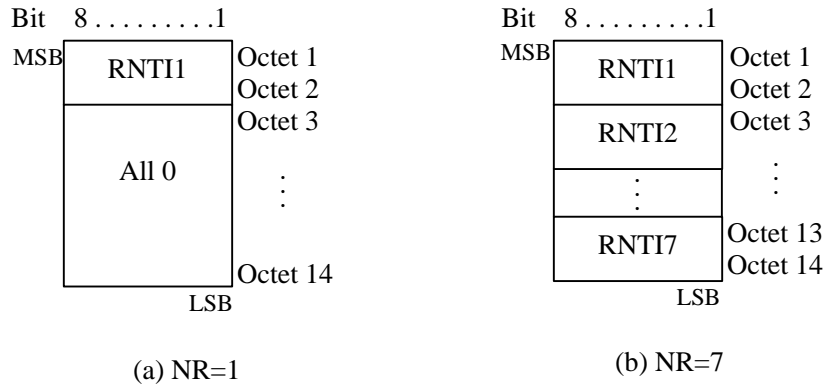 Bit 8 . . . . . . . . .1
MSB
RNTI1
Octet 1
Octet 2
Octet 3
All 0
⋮
Octet 14
LSB
(a) NR=1
Bit 8 . . . . . . . . .1
MSB
RNTI1
Octet 1
Octet 2
RNTI2
Octet 3
⋮
⋮
RNTI7
Octet 13
Octet 14
LSB
(b) NR=7